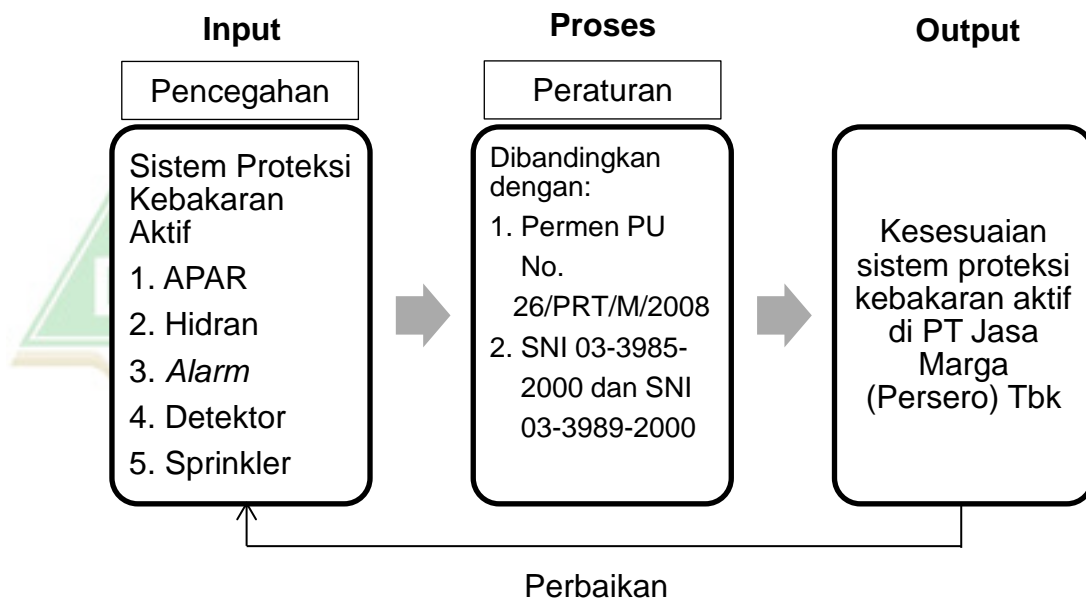 Input
Proses
Output
Pencegahan
Peraturan
Sistem Proteksi
Kebakaran
Aktif
1. APAR
2. Hidran
3. Alarm
4. Detektor
5. Sprinkler
Dibandingkan
dengan:
1. Permen PU
No.
26/PRT/M/2008
2. SNI 03-3985-
2000 dan SNI
03-3989-2000
Kesesuaian
sistem proteksi
kebakaran aktif
di PT Jasa
Marga
(Persero) Tbk
Perbaikan